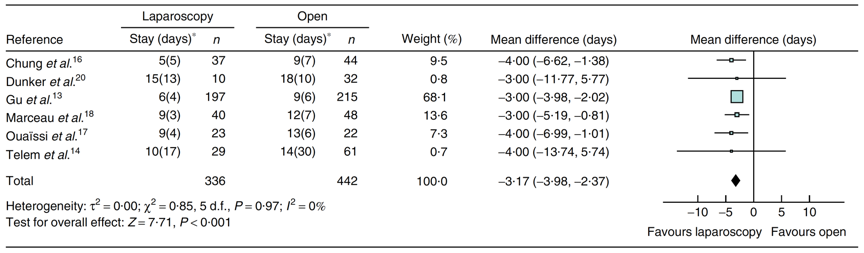 Laparoscopy Open
Reference Stay (days)* n Stay (days)* n Weight (%) Mean difference (days) Mean difference (days)
Chung et al.16 5(5) 37 9(7) 44 9·5 −4·00 (−6·62, −1·38)
Dunker et al.20 15(13) 10 18(10) 32 0·8 −3·00 (−11·77, 5·77)
Gu et al.13 6(4) 197 9(6) 215 68·1 −3·00 (−3·98, −2·02)
Marceau et al.18 9(3) 40 12(7) 48 13·6 −3·00 (−5·19, −0·81)
Ouaïssi et al.17 9(4) 23 13(6) 22 7·3 −4·00 (−6·99, −1·01)
Telem et al.14 10(17) 29 14(30) 61 0·7 −4·00 (−13·74, 5·74)
Total 336 442 100·0 −3·17 (−3·98, −2·37)
Heterogeneity: τ² = 0·00; χ² = 0·85, 5 d.f., P = 0·97; I² = 0%
Test for overall effect: Z = 7·71, P < 0·001
−10 −5 0 5 10
Favours laparoscopy Favours open